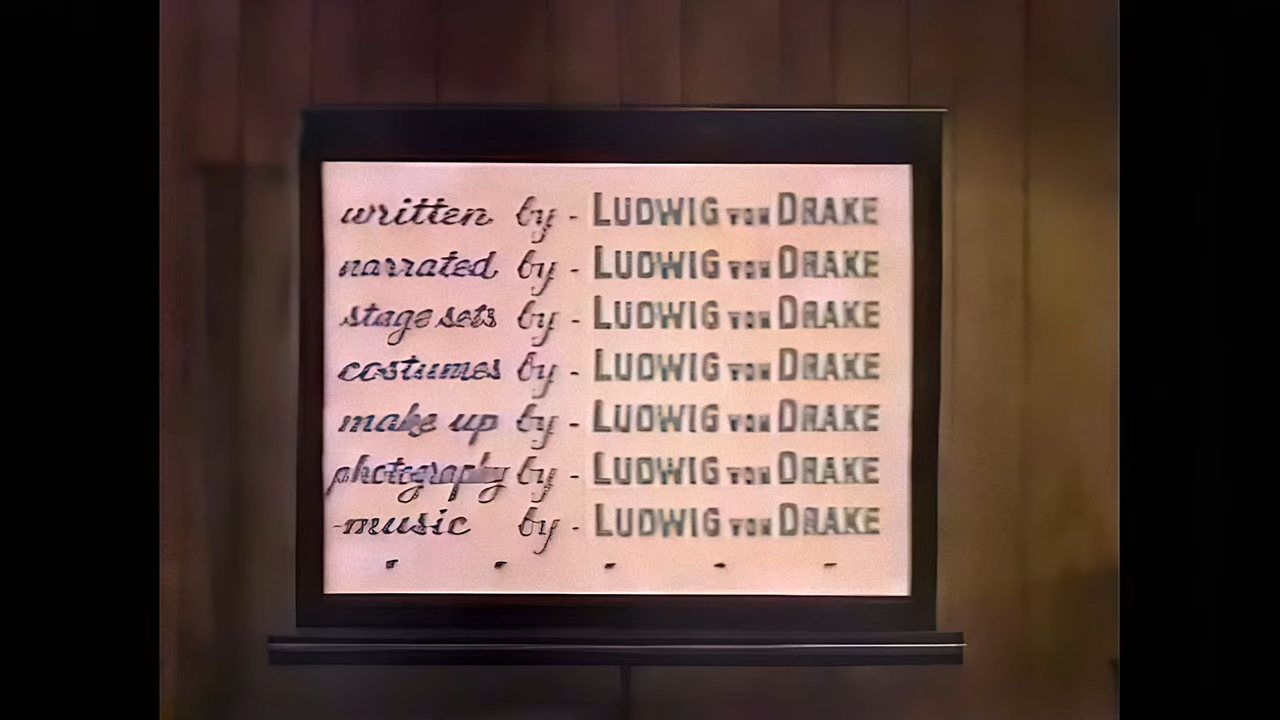 written by - LUDWIG VON DRAKE
narrated by - LUDWIG VON DRAKE
stage sets by - LUDWIG VON DRAKE
costumes by - LUDWIG VON DRAKE
make up by - LUDWIG VON DRAKE
photography by - LUDWIG VON DRAKE
music by - LUDWIG VON DRAKE